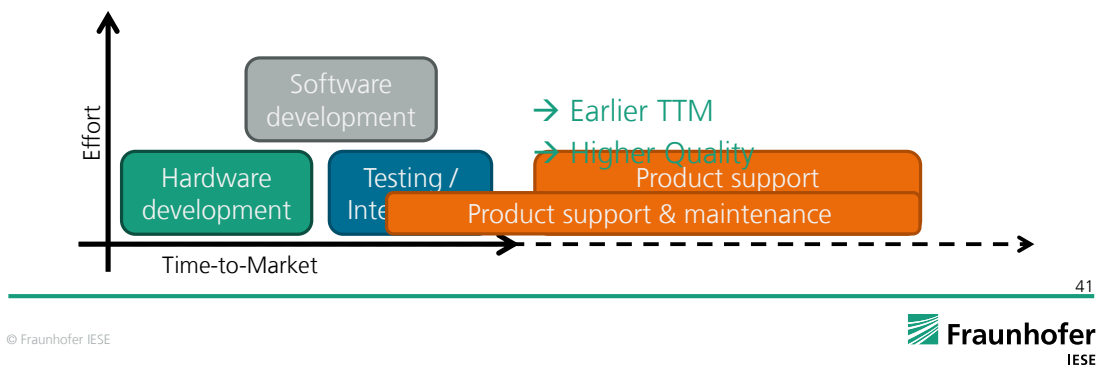 Effort
Software
development
→ Earlier TTM
→ Higher Quality
Hardware
development
Testing /
Inte
Product support
Product support & maintenance
Time-to-Market
41
© Fraunhofer IESE
Fraunhofer
IESE